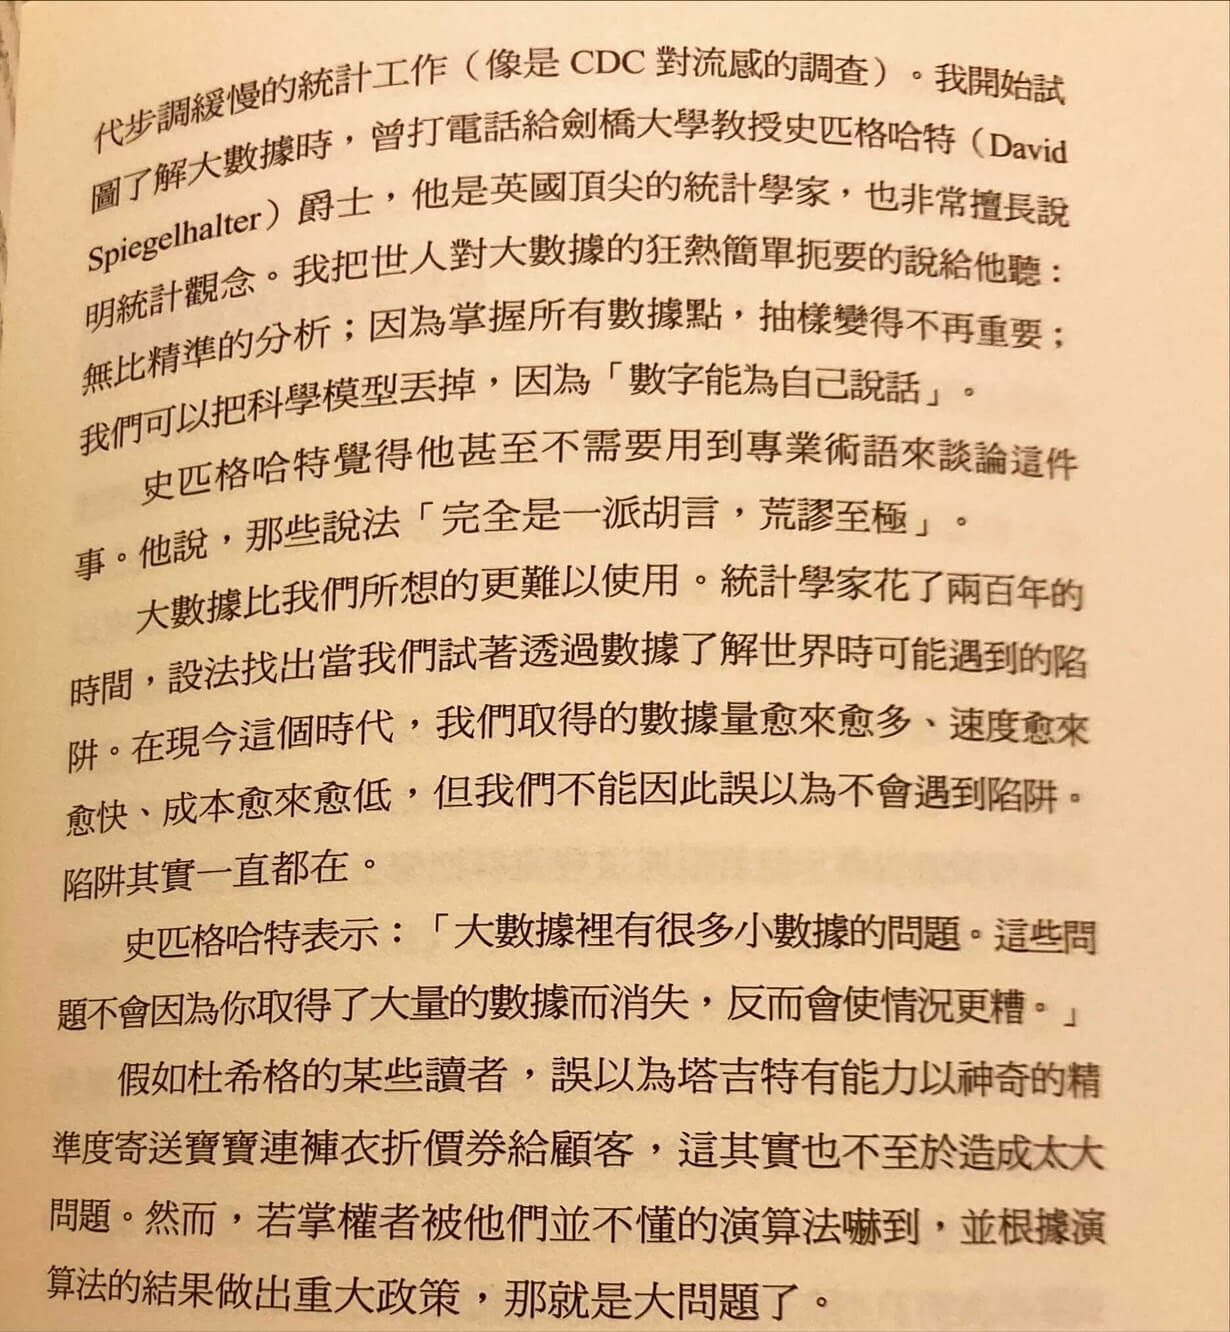 代步調緩慢的統計工作（像是 CDC 對流感的調查）。我開始試
圖了解大數據時，曾打電話給劍橋大學教授史匹格哈特（David
Spiegelhalter）爵士，他是英國頂尖的統計學家，也非常擅長說
明統計觀念。我把世人對大數據的狂熱簡單扼要的說給他聽：
無比精準的分析；因為掌握所有數據點，抽樣變得不再重要；
我們可以把科學模型丟掉，因為「數字能為自己說話」。
史匹格哈特覺得他甚至不需要用到專業術語來談論這件
事。他說，那些說法「完全是一派胡言，荒謬至極」。
大數據比我們所想的更難以使用。統計學家花了兩百年的
時間，設法找出當我們試著透過數據了解世界時可能遇到的陷
阱。在現今這個時代，我們取得的數據量愈來愈多、速度愈來
愈快、成本愈來愈低，但我們不能因此誤以為不會遇到陷阱。
陷阱其實一直都在。
史匹格哈特表示：「大數據裡有很多小數據的問題。這些問
題不會因為你取得了大量的數據而消失，反而會使情況更糟。」
假如杜希格的某些讀者，誤以為塔吉特有能力以神奇的精
準度寄送寶寶連褲衣折價券給顧客，這其實也不至於造成太大
問題。然而，若掌權者被他們並不懂的演算法嚇到，並根據演
算法的結果做出重大政策，那就是大問題了。